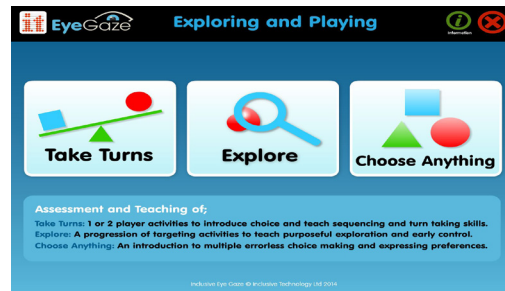 it EyeGaze Exploring and Playing
Information
Take Turns Explore Choose Anything
Assessment and Teaching of;
Take Turns: 1 or 2 player activities to introduce choice and teach sequencing and turn taking skills.
Explore: A progression of targeting activities to teach purposeful exploration and early control.
Choose Anything: An introduction to multiple errorless choice making and expressing preferences.
Inclusive Eye Gaze © Inclusive Technology Ltd 2014